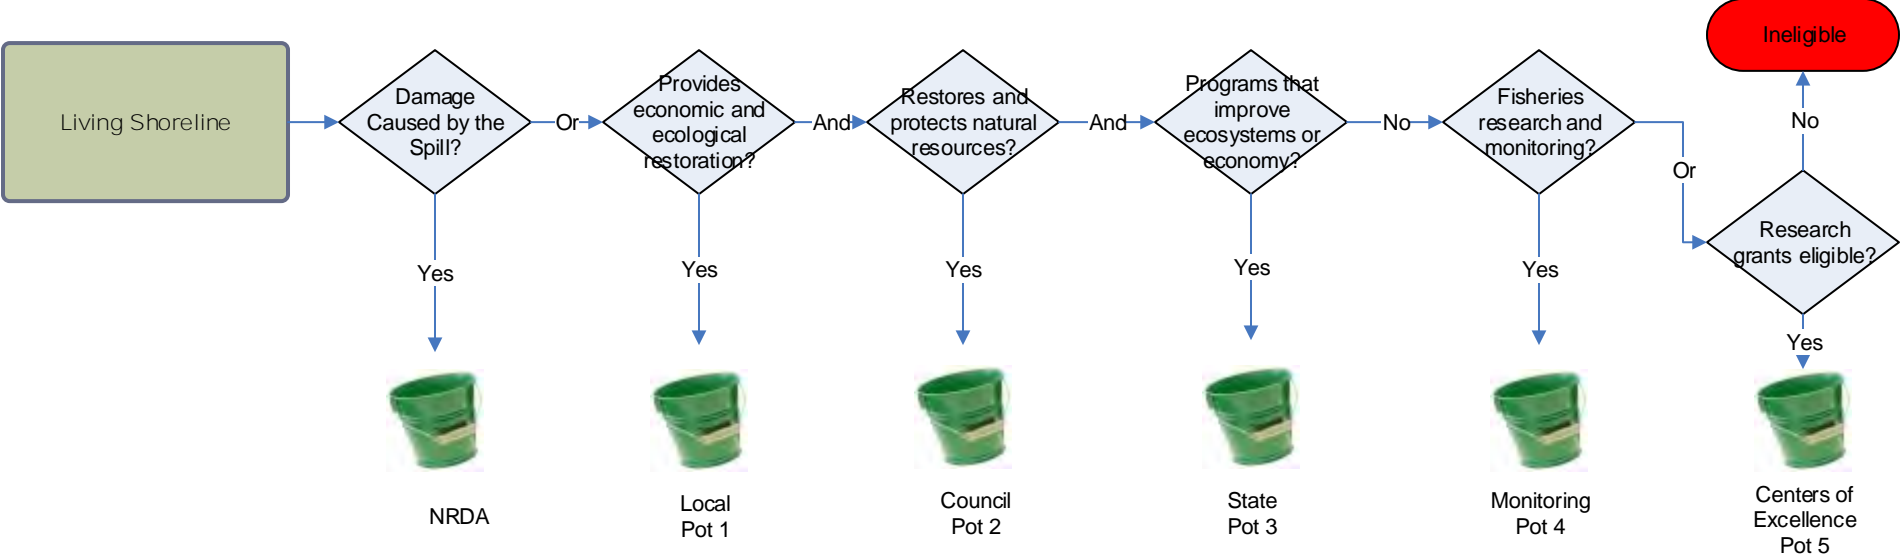 Living Shoreline
Damage
Caused by the
Spill?
Or
Provides
economic and
ecological
restoration?
And
Restores and
protects natural
resources?
And
Programs that
improve
ecosystems or
economy?
No
Fisheries
research and
monitoring?
Or
Research
grants eligible?
No
Ineligible
Yes
Yes
Yes
Yes
Yes
Yes
NRDA
Local
Pot 1
Council
Pot 2
State
Pot 3
Monitoring
Pot 4
Centers of
Excellence
Pot 5